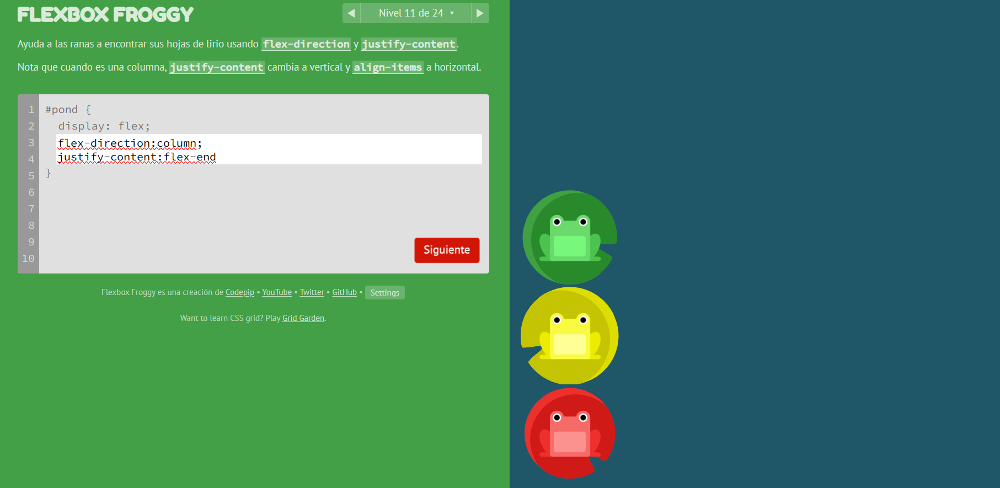 FLEXBOX FROGGY
Nivel 11 de 24
Ayuda a las ranas a encontrar sus hojas de lirio usando flex-direction y justify-content.
Nota que cuando es una columna, justify-content cambia a vertical y align-items a horizontal.
1 #pond {
2 display: flex;
3 flex-direction:column;
4 justify-content:flex-end
5 }
6
7
8
9
10
Siguiente
Flexbox Froggy es una creación de Codepip • YouTube • Twitter • GitHub • Settings
Want to learn CSS grid? Play Grid Garden.